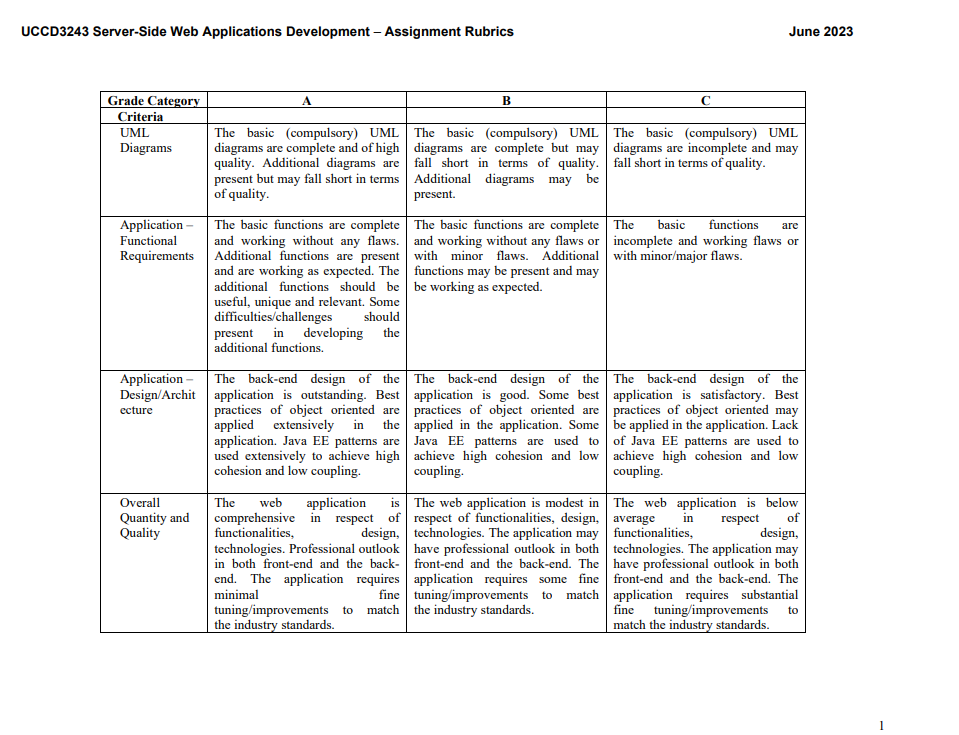 UCCD3243 Server-Side Web Applications Development – Assignment Rubrics June 2023
Grade Category A B C
Criteria
UML
Diagrams
The basic (compulsory) UML
diagrams are complete and of high
quality. Additional diagrams are
present but may fall short in terms
of quality.
The basic (compulsory) UML
diagrams are complete but may
fall short in terms of quality.
Additional diagrams may be
present.
The basic (compulsory) UML
diagrams are incomplete and may
fall short in terms of quality.
Application –
Functional
Requirements
The basic functions are complete
and working without any flaws.
Additional functions are present
and are working as expected. The
additional functions should be
useful, unique and relevant. Some
difficulties/challenges should
present in developing the
additional functions.
The basic functions are complete
and working without any flaws or
with minor flaws. Additional
functions may be present and may
be working as expected.
The basic functions are
incomplete and working flaws or
with minor/major flaws.
Application –
Design/Archit
ecture
The back-end design of the
application is outstanding. Best
practices of object oriented are
applied extensively in the
application. Java EE patterns are
used extensively to achieve high
cohesion and low coupling.
The back-end design of the
application is good. Some best
practices of object oriented are
applied in the application. Some
Java EE patterns are used to
achieve high cohesion and low
coupling.
The back-end design of the
application is satisfactory. Best
practices of object oriented may
be applied in the application. Lack
of Java EE patterns are used to
achieve high cohesion and low
coupling.
Overall
Quantity and
Quality
The web application is
comprehensive in respect of
functionalities, design,
technologies. Professional outlook
in both front-end and the back-
end. The application requires
minimal fine
tuning/improvements to match
the industry standards.
The web application is modest in
respect of functionalities, design,
technologies. The application may
have professional outlook in both
front-end and the back-end. The
application requires some fine
tuning/improvements to match
the industry standards.
The web application is below
average in respect of
functionalities, design,
technologies. The application may
have professional outlook in both
front-end and the back-end. The
application requires substantial
fine tuning/improvements to
match the industry standards.
1